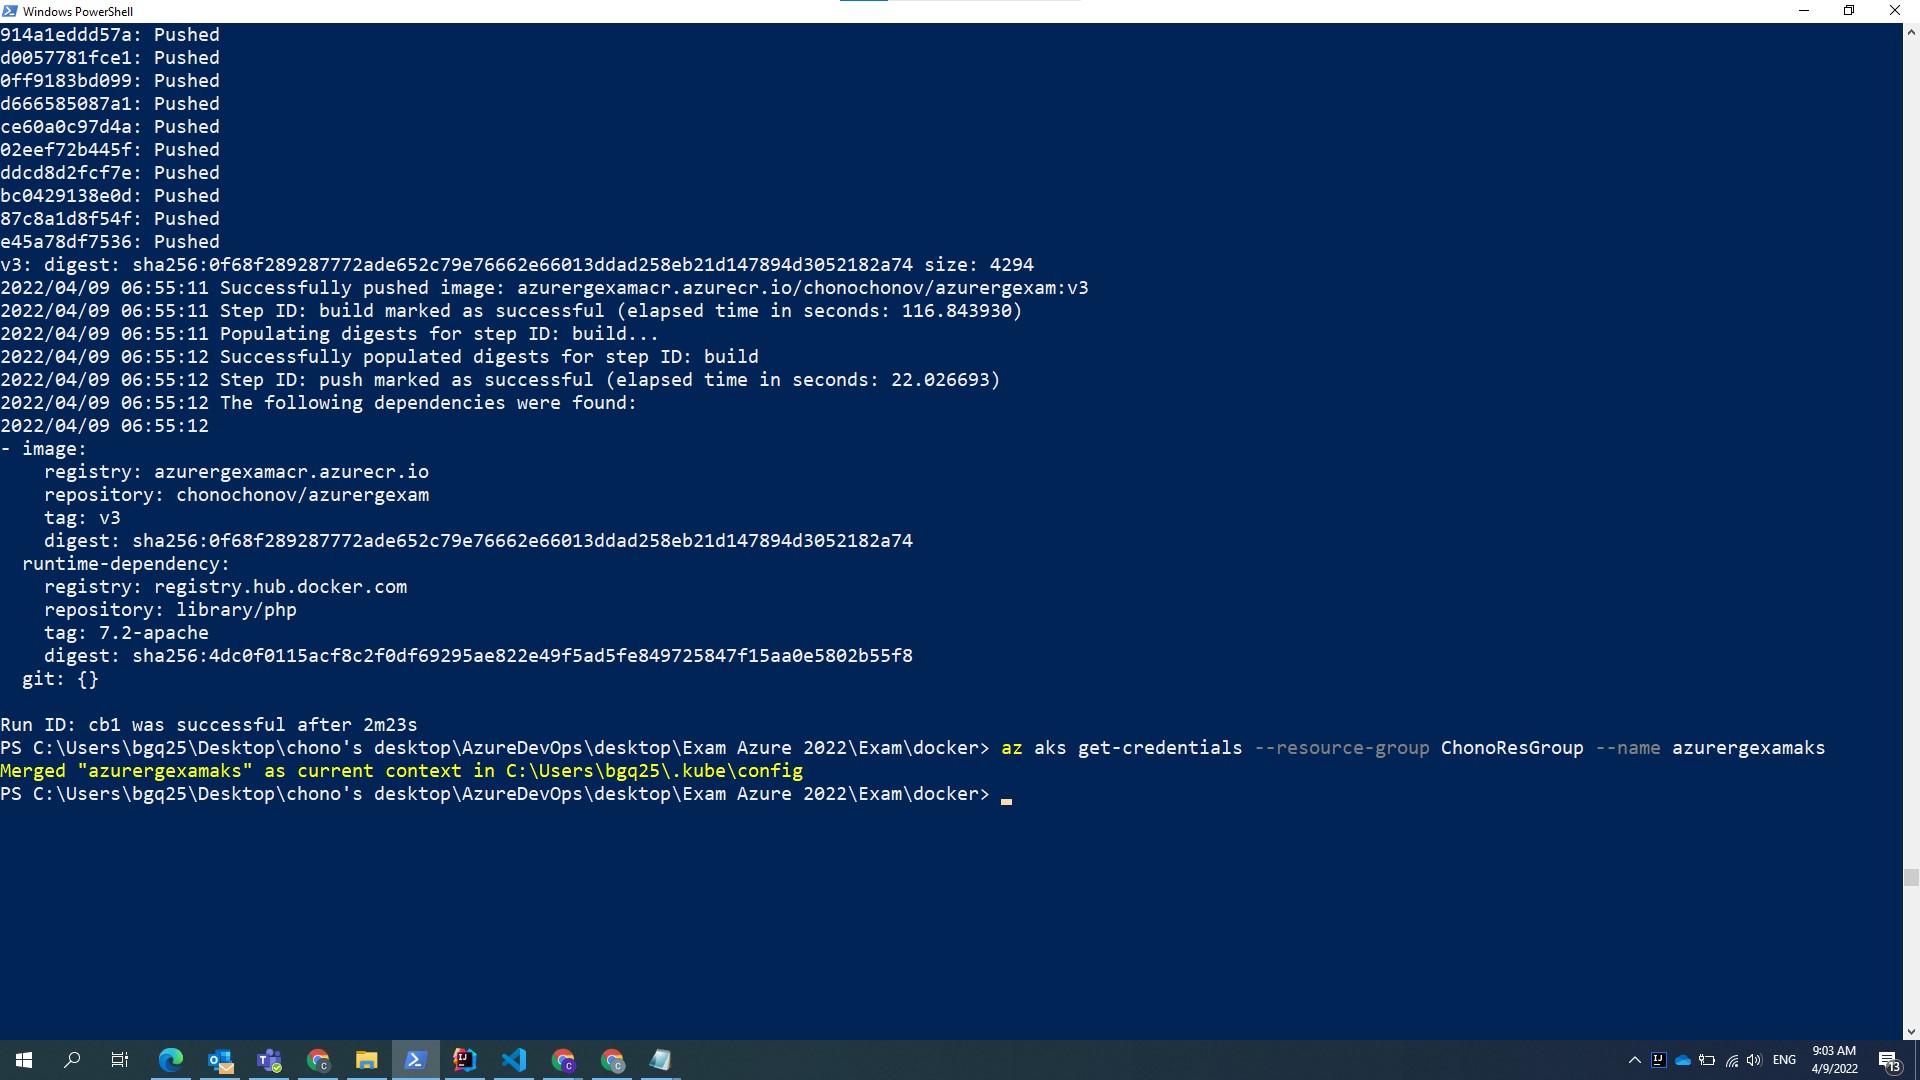 Windows PowerShell
914a1eddd57a: Pushed
d0057781fce1: Pushed
0ff9183bd099: Pushed
d666585087a1: Pushed
ce60a0c97d4a: Pushed
02eef72b445f: Pushed
ddcd8d2fcf7e: Pushed
bc0429138e0d: Pushed
87c8a1d8f54f: Pushed
e45a78df7536: Pushed
v3: digest: sha256:0f68f289287772ade652c79e76662e66013ddad258eb21d147894d3052182a74 size: 4294
2022/04/09 06:55:11 Successfully pushed image: azurergexamacr.azurecr.io/chonochonov/azurergexam:v3
2022/04/09 06:55:11 Step ID: build marked as successful (elapsed time in seconds: 116.843930)
2022/04/09 06:55:11 Populating digests for step ID: build...
2022/04/09 06:55:12 Successfully populated digests for step ID: build
2022/04/09 06:55:12 Step ID: push marked as successful (elapsed time in seconds: 22.026693)
2022/04/09 06:55:12 The following dependencies were found:
2022/04/09 06:55:12
- image:
    registry: azurergexamacr.azurecr.io
    repository: chonochonov/azurergexam
    tag: v3
    digest: sha256:0f68f289287772ade652c79e76662e66013ddad258eb21d147894d3052182a74
  runtime-dependency:
    registry: registry.hub.docker.com
    repository: library/php
    tag: 7.2-apache
    digest: sha256:4dc0f0115acf8c2f0df69295ae822e49f5ad5fe849725847f15aa0e5802b55f8
  git: {}
Run ID: cb1 was successful after 2m23s
PS C:\Users\bgq25\Desktop\chono's desktop\AzureDevOps\desktop\Exam Azure 2022\Exam\docker> az aks get-credentials --resource-group ChonoResGroup --name azurergexamaks
Merged "azurergexamaks" as current context in C:\Users\bgq25\.kube\config
PS C:\Users\bgq25\Desktop\chono's desktop\AzureDevOps\desktop\Exam Azure 2022\Exam\docker>
ENG
9:03 AM
4/9/2022
13